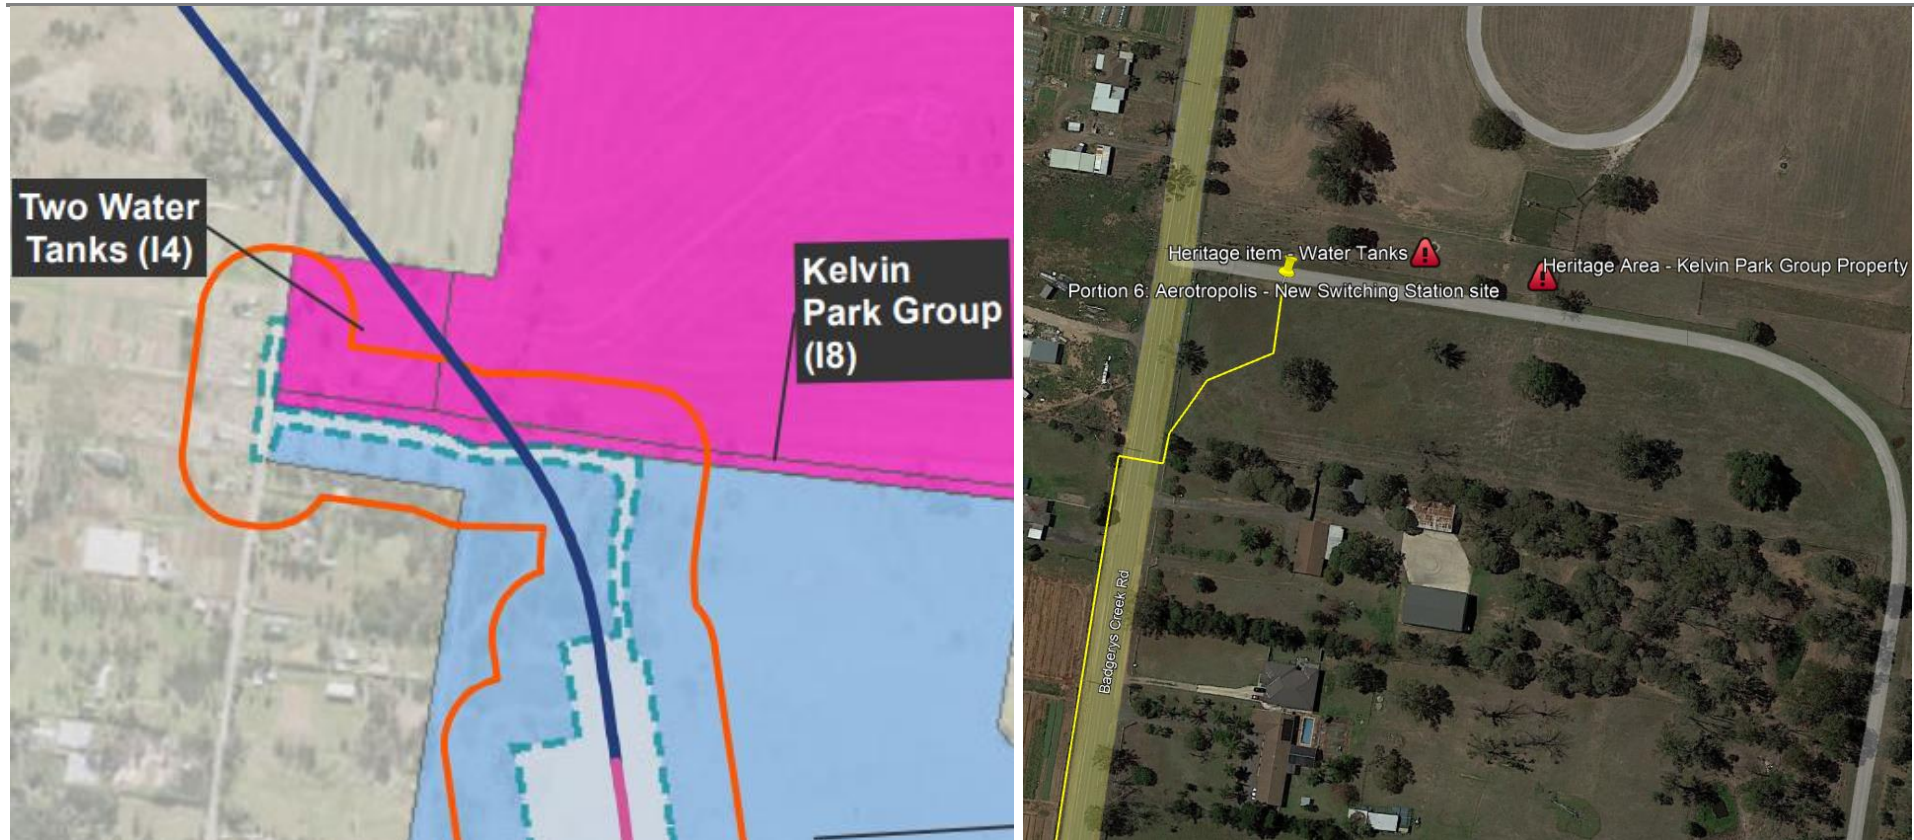 Two Water
Tanks (I4)
Kelvin
Park Group
(I8)
Heritage item - Water Tanks
Heritage Area - Kelvin Park Group Property
Portion 6: Aerotropolis - New Switching Station site
Badgerys Creek Rd